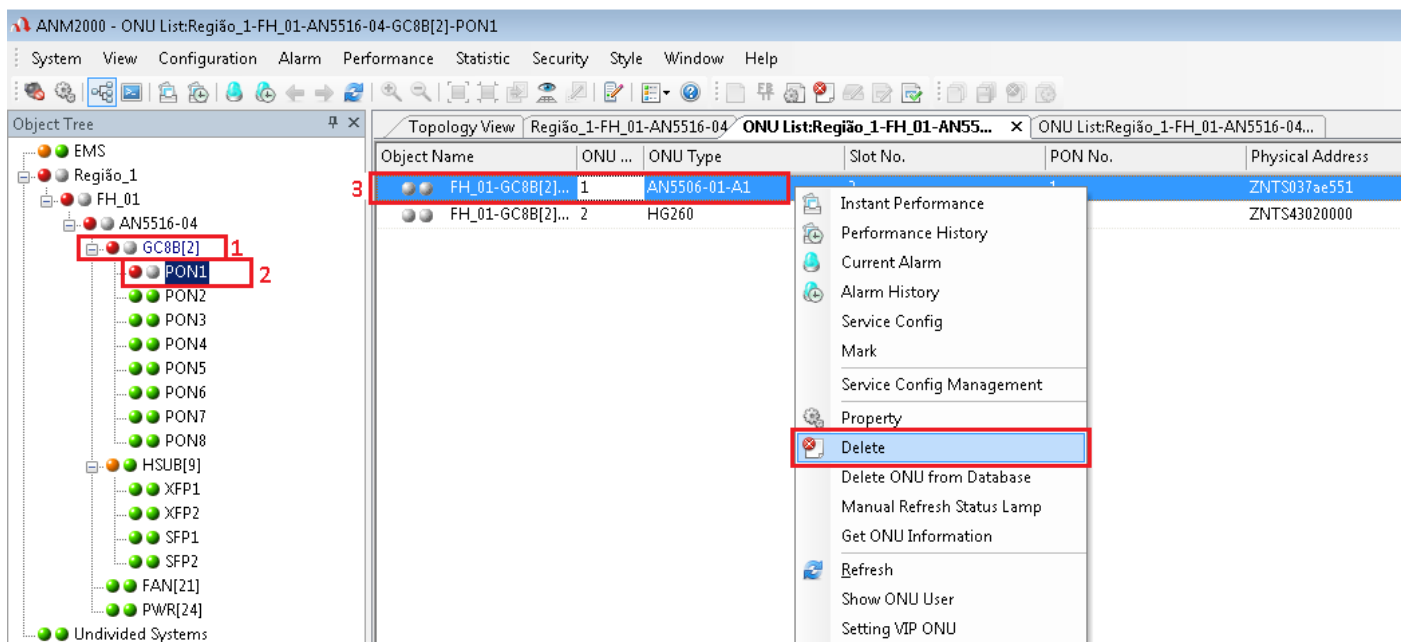 ANM2000 - ONU List:Região_1-FH_01-AN5516-04-GC8B[2]-PON1
System View Configuration Alarm Performance Statistic Security Style Window Help
Object Tree
EMS
Região_1
FH_01
AN5516-04
GC8B[2] 1
PON1 2
PON2
PON3
PON4
PON5
PON6
PON7
PON8
HSUB[9]
XFP1
XFP2
SFP1
SFP2
FAN[21]
PWR[24]
Undivided Systems
Topology View Região_1-FH_01-AN5516-04 ONU List:Região_1-FH_01-AN55... × ONU List:Região_1-FH_01-AN5516-04...
Object Name ONU ... ONU Type Slot No. PON No. Physical Address
3 FH_01-GC8B[2]... 1 AN5506-01-A1 ZNTS037ae551
FH_01-GC8B[2]... 2 HG260 ZNTS43020000
Instant Performance
Performance History
Current Alarm
Alarm History
Service Config
Mark
Service Config Management
Property
Delete
Delete ONU from Database
Manual Refresh Status Lamp
Get ONU Information
Refresh
Show ONU User
Setting VIP ONU